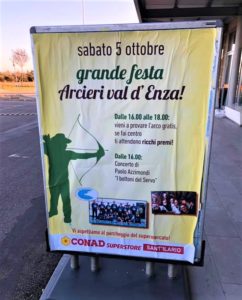 sabato 5 ottobre
grande festa
Arcieri val d'Enza!
Dalle 16.00 alle 18.00:
vieni a provare l'arco gratis,
se fai centro
ti attendono ricchi premi!
Dalle 16.00:
Concerto di
Paolo Azzimondi
"I bottoni del Servo"
Vi aspettiamo al parcheggio del supermercato!
CONAD SUPERSTORE SANT'ILARIO